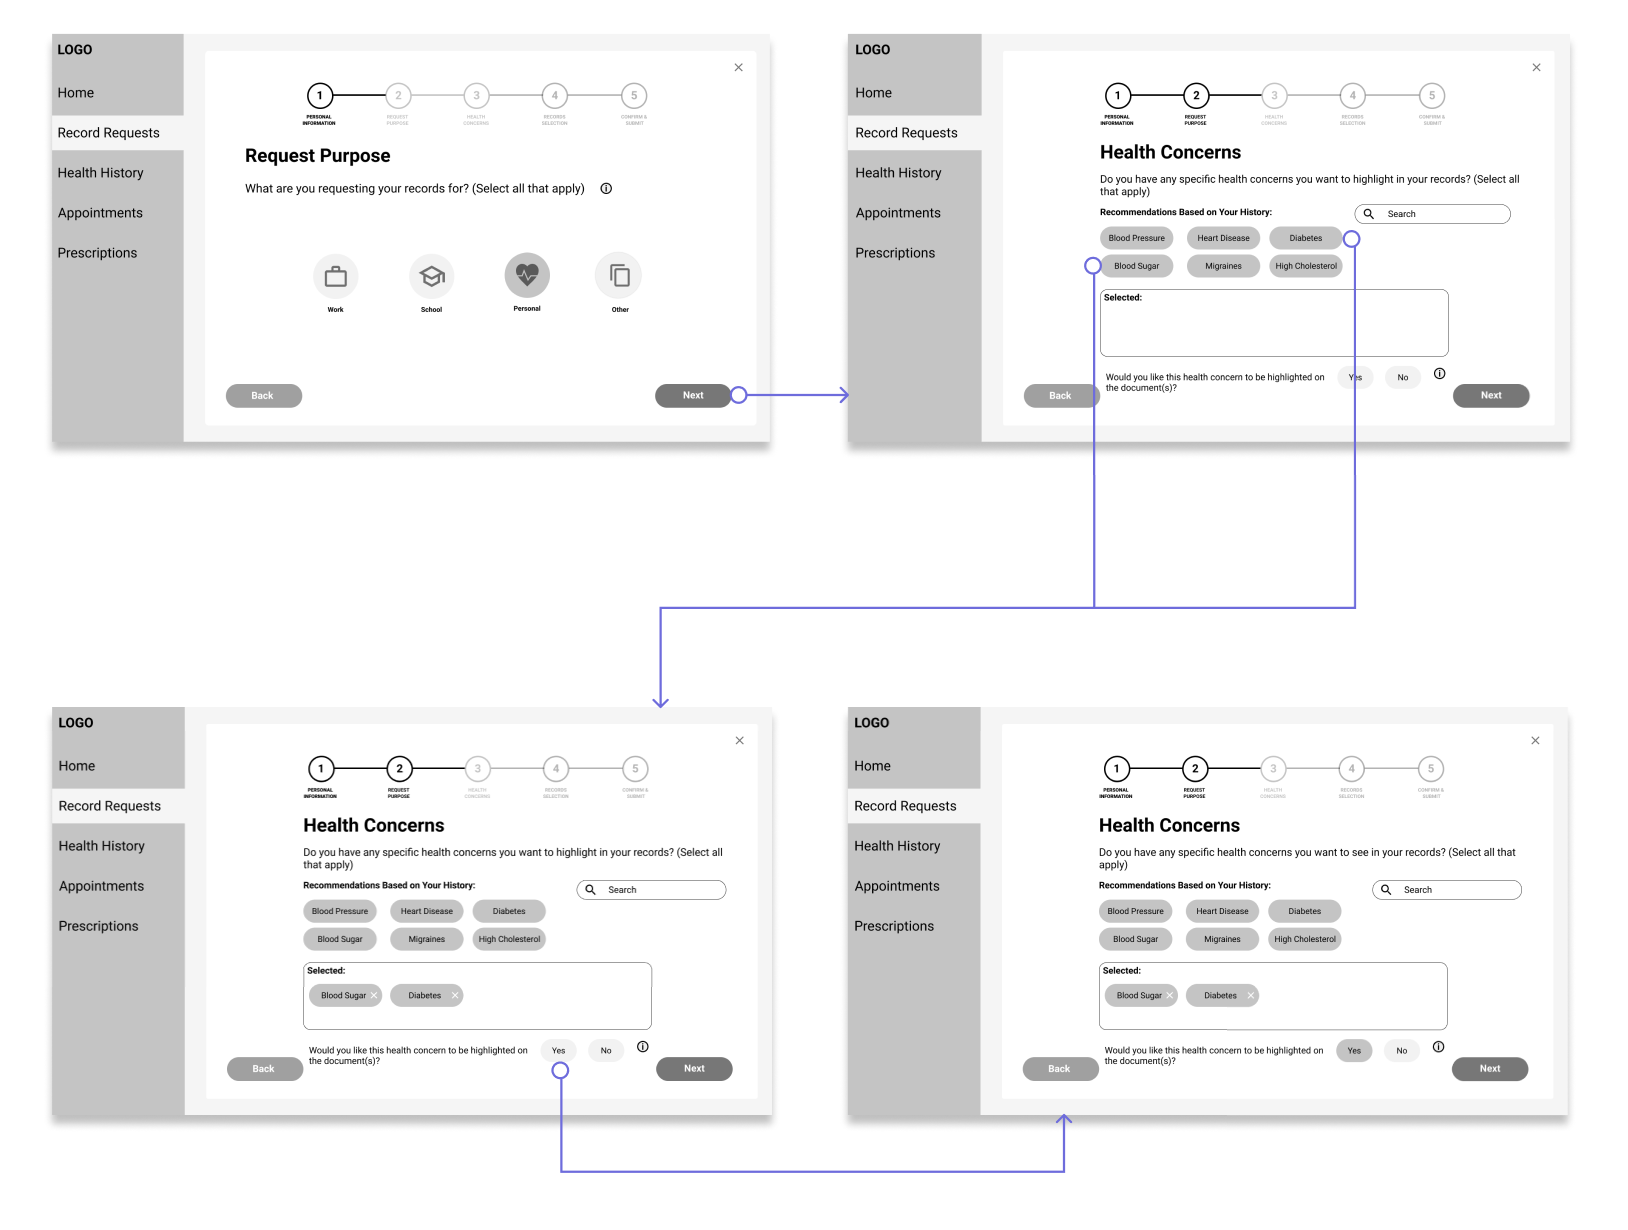 LOGO
Home
Record Requests
Health History
Appointments
Prescriptions
1 2 3 4 5
PERSONAL INFORMATION
REQUEST PURPOSE
HEALTH CONCERNS
RECORDS SELECTION
CONFIRM & SUBMIT
Request Purpose
What are you requesting your records for? (Select all that apply)
Work School Personal Other
Back Next
LOGO
Home
Record Requests
Health History
Appointments
Prescriptions
1 2 3 4 5
PERSONAL INFORMATION
REQUEST PURPOSE
HEALTH CONCERNS
RECORDS SELECTION
CONFIRM & SUBMIT
Health Concerns
Do you have any specific health concerns you want to highlight in your records? (Select all
that apply)
Recommendations Based on Your History:
Search
Blood Pressure Heart Disease Diabetes
Blood Sugar Migraines High Cholesterol
Selected:
Would you like this health concern to be highlighted on
the document(s)?
Yes No
Back Next
LOGO
Home
Record Requests
Health History
Appointments
Prescriptions
1 2 3 4 5
PERSONAL INFORMATION
REQUEST PURPOSE
HEALTH CONCERNS
RECORDS SELECTION
CONFIRM & SUBMIT
Health Concerns
Do you have any specific health concerns you want to highlight in your records? (Select all
that apply)
Recommendations Based on Your History:
Search
Blood Pressure Heart Disease Diabetes
Blood Sugar Migraines High Cholesterol
Selected:
Blood Sugar Diabetes
Would you like this health concern to be highlighted on
the document(s)?
Yes No
Back Next
LOGO
Home
Record Requests
Health History
Appointments
Prescriptions
1 2 3 4 5
PERSONAL INFORMATION
REQUEST PURPOSE
HEALTH CONCERNS
RECORDS SELECTION
CONFIRM & SUBMIT
Health Concerns
Do you have any specific health concerns you want to see in your records? (Select all that
apply)
Recommendations Based on Your History:
Search
Blood Pressure Heart Disease Diabetes
Blood Sugar Migraines High Cholesterol
Selected:
Blood Sugar Diabetes
Would you like this health concern to be highlighted on
the document(s)?
Yes No
Back Next